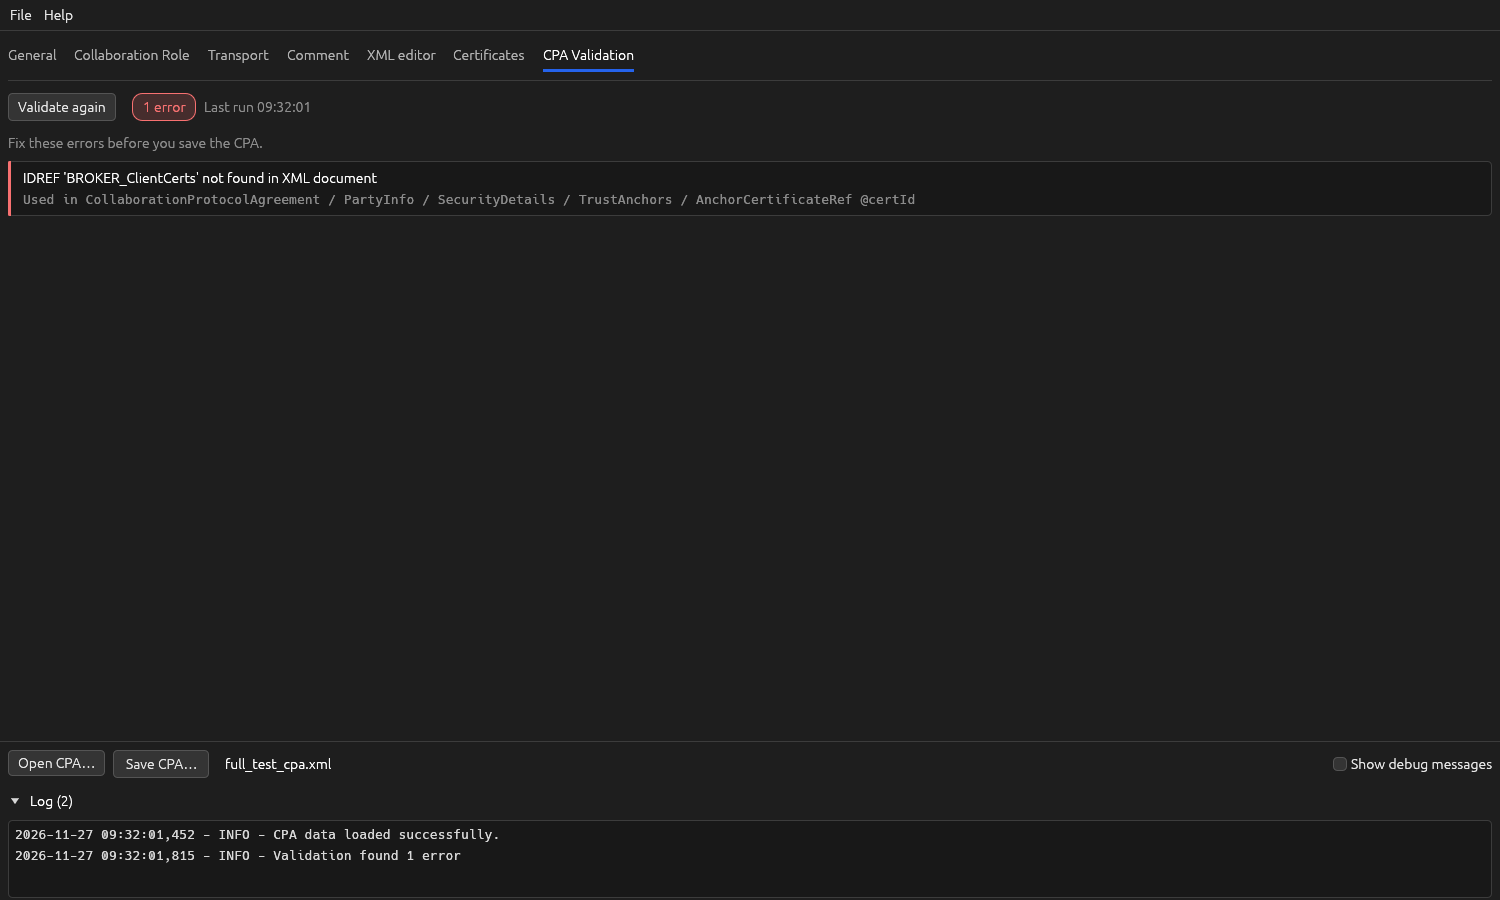 File Help
General Collaboration Role Transport Comment XML editor Certificates CPA Validation
Validate again 1 error Last run 09:32:01
Fix these errors before you save the CPA.
IDREF 'BROKER_ClientCerts' not found in XML document
Used in CollaborationProtocolAgreement / PartyInfo / SecurityDetails / TrustAnchors / AnchorCertificateRef @certId
Open CPA... Save CPA... full_test_cpa.xml Show debug messages
Log (2)
2026-11-27 09:32:01,452 - INFO - CPA data loaded successfully.
2026-11-27 09:32:01,815 - INFO - Validation found 1 error